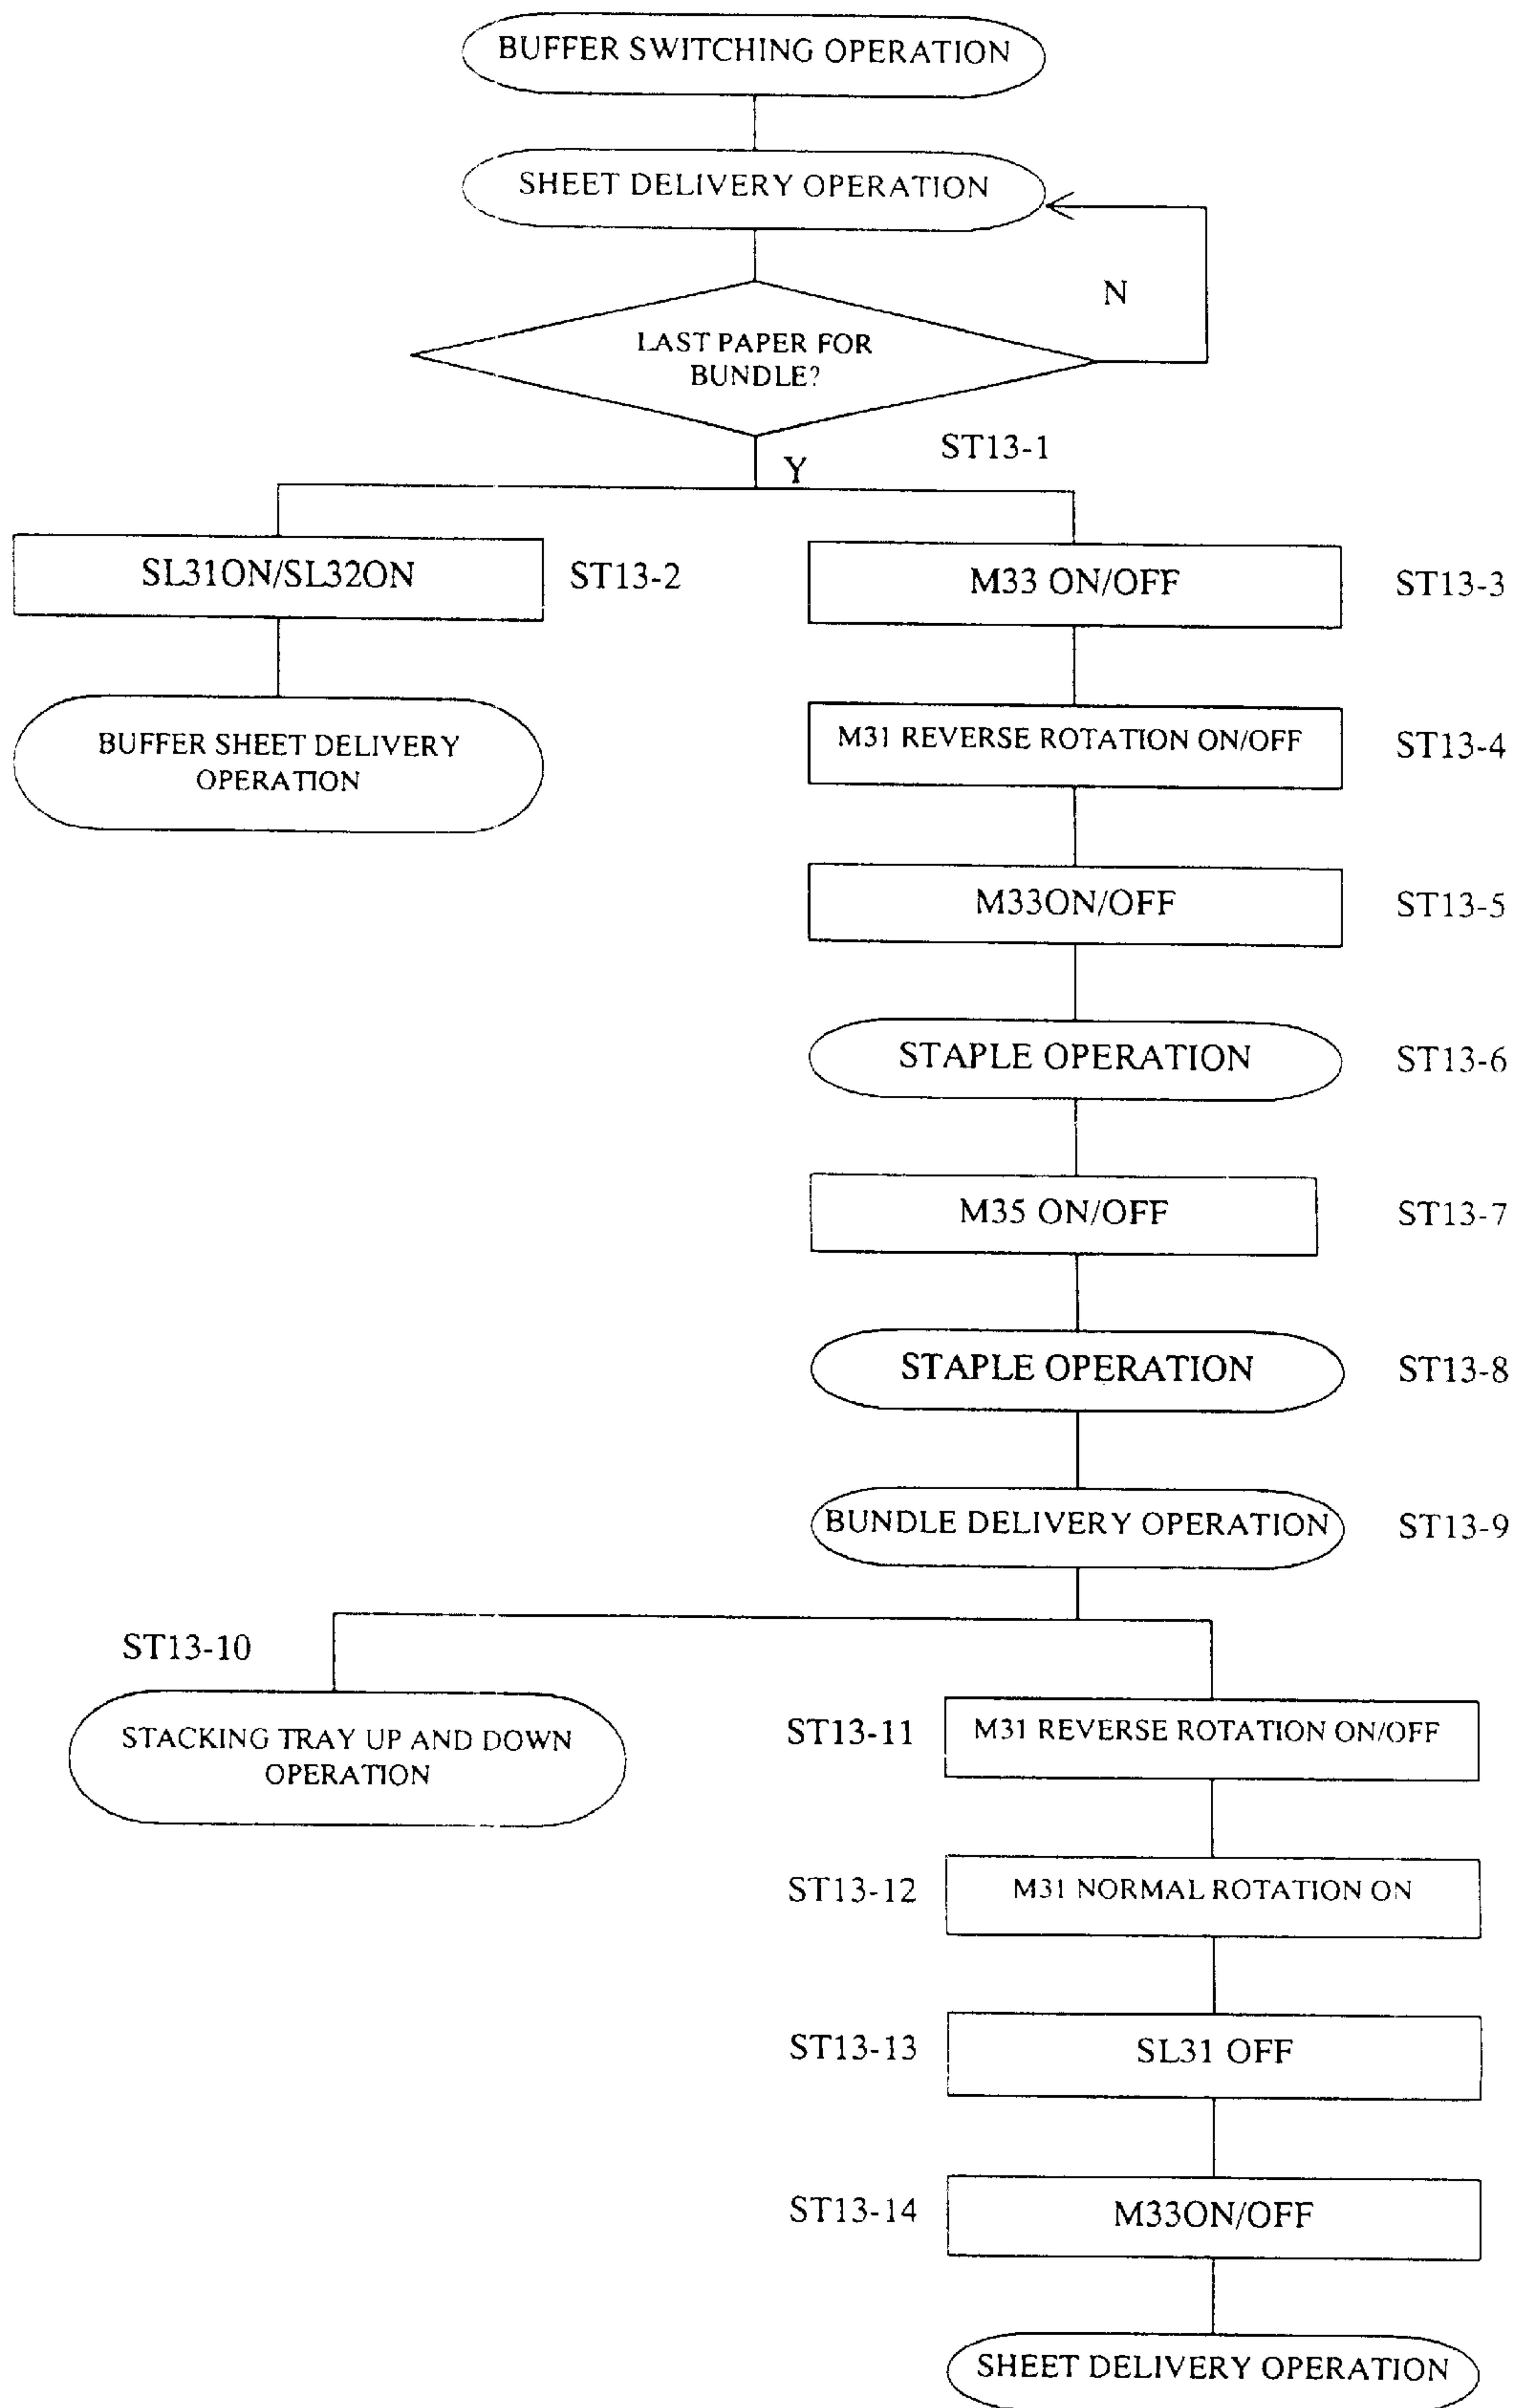 BUFFER SWITCHING OPERATION
SHEET DELIVERY OPERATION
N
LAST PAPER FOR
BUNDLE?
ST13-1
Y
SL31ON/SL32ON
ST13-2
M33 ON/OFF
ST13-3
BUFFER SHEET DELIVERY
OPERATION
M31 REVERSE ROTATION ON/OFF
ST13-4
M33ON/OFF
ST13-5
STAPLE OPERATION
ST13-6
M35 ON/OFF
ST13-7
STAPLE OPERATION
ST13-8
BUNDLE DELIVERY OPERATION
ST13-9
ST13-10
STACKING TRAY UP AND DOWN
OPERATION
ST13-11
M31 REVERSE ROTATION ON/OFF
ST13-12
M31 NORMAL ROTATION ON
ST13-13
SL31 OFF
ST13-14
M33ON/OFF
SHEET DELIVERY OPERATION